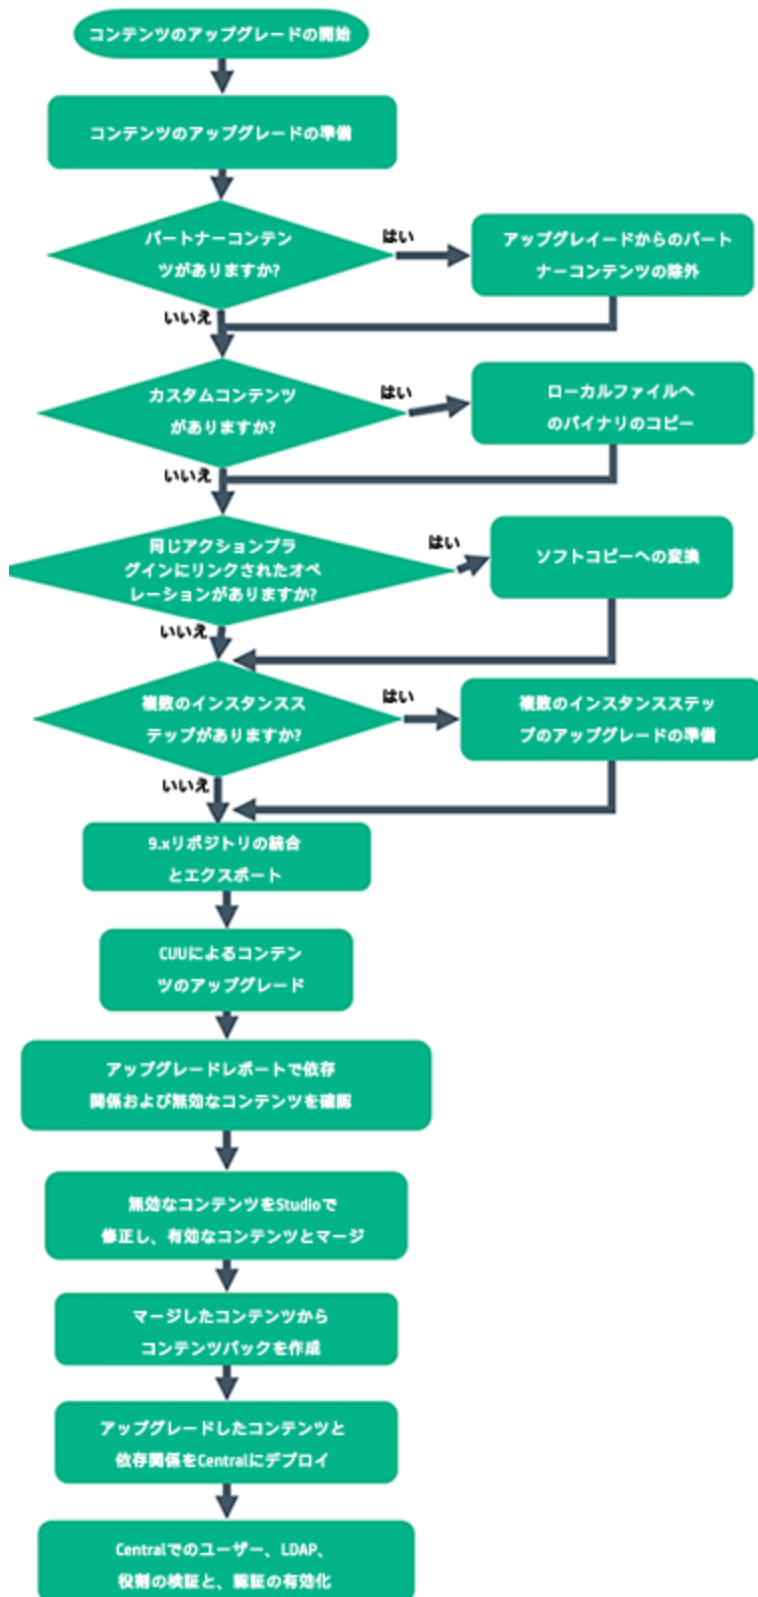 コンテンツのアップグレードの開始
コンテンツのアップグレードの準備
パートナーコンテン
ツがありますか?
はい
アップグレイードからのパート
ナーコンテンツの除外
いいえ
カスタムコンテンツ
がありますか?
はい
ローカルファイルへ
のバイナリのコピー
いいえ
同じアクションプラ
グインにリンクされたオペ
レーションがありますか?
はい
ソフトコピーへの変換
いいえ
複数のインスタンスス
テップがありますか?
はい
複数のインスタンスステッ
プのアップグレードの準備
いいえ
9.xリポジトリの統合
とエクスポート
CUUによるコンテン
ツのアップグレード
アップグレードレポートで依存
関係および無効なコンテンツを確認
無効なコンテンツをStudioで
修正し、有効なコンテンツとマージ
マージしたコンテンツから
コンテンツパックを作成
アップグレードしたコンテンツと
依存関係をCentralにデプロイ
Centralでのユーザー、LDAP、
役割の検証と、認証の有効化